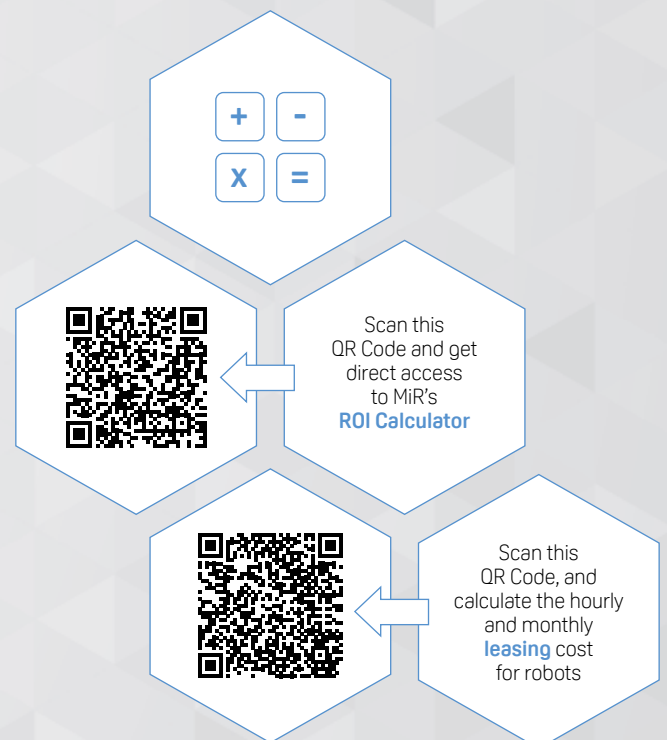 + -
X =
Scan this
QR Code and get
direct access
to MiR's
ROI Calculator
Scan this
QR Code, and
calculate the hourly
and monthly
leasing cost
for robots